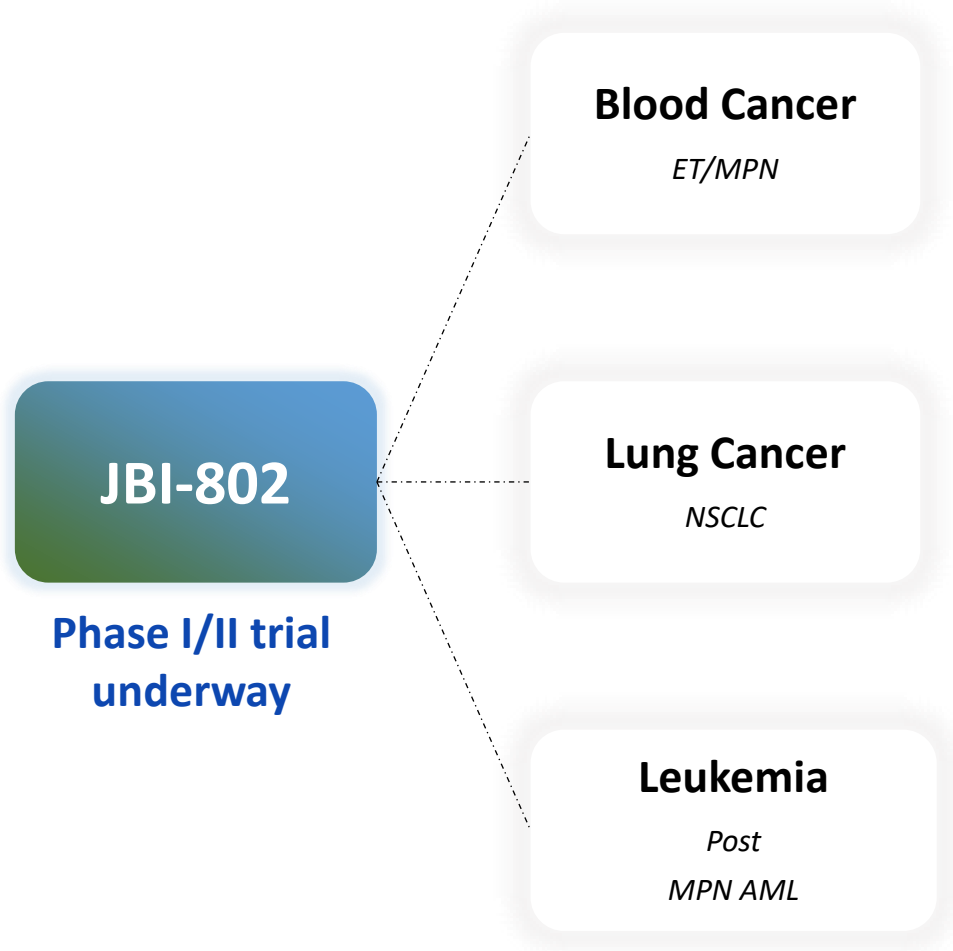 Blood Cancer
ET/MPN
JBI-802
Phase I/II trial
underway
Lung Cancer
NSCLC
Leukemia
Post
MPN AML